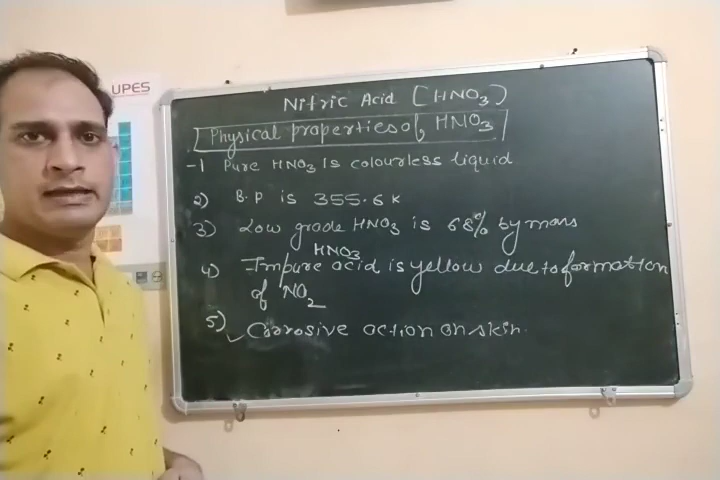 UPES
Nitric Acid [HNO3)
Physical properties of HNO3
-1 Pure HNO3 is colourless liquid
2) B.P is 355.6 K
3) Low grade HNO3 is 68% by mass
HNO3
4) Impure acid is yellow due to formation
of NO2
5) Corrosive action on skin.